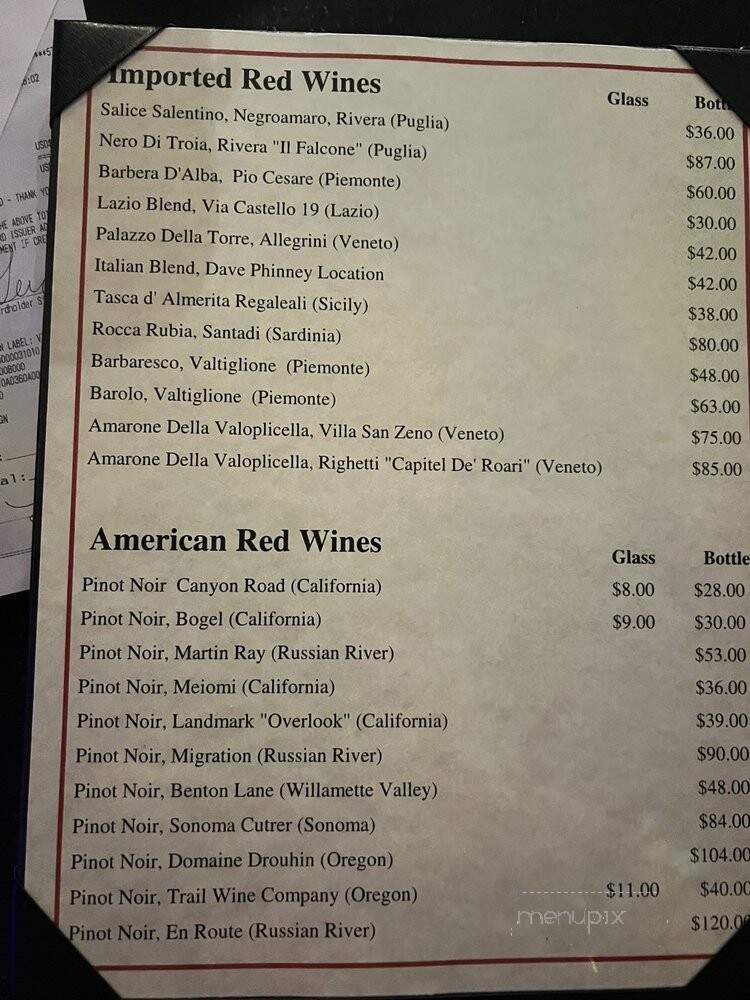 Imported Red Wines
Glass Bott
Salice Salentino, Negroamaro, Rivera (Puglia) $36.00
Nero Di Troia, Rivera "Il Falcone" (Puglia) $87.00
Barbera D'Alba, Pio Cesare (Piemonte) $60.00
Lazio Blend, Via Castello 19 (Lazio) $30.00
Palazzo Della Torre, Allegrini (Veneto) $42.00
Italian Blend, Dave Phinney Location $42.00
Tasca d' Almerita Regaleali (Sicily) $38.00
Rocca Rubia, Santadi (Sardinia) $80.00
Barbaresco, Valtiglione (Piemonte) $48.00
Barolo, Valtiglione (Piemonte) $63.00
Amarone Della Valoplicella, Villa San Zeno (Veneto) $75.00
Amarone Della Valoplicella, Righetti "Capitel De' Roari" (Veneto) $85.00
American Red Wines
Glass Bottle
Pinot Noir Canyon Road (California) $8.00 $28.00
Pinot Noir, Bogel (California) $9.00 $30.00
Pinot Noir, Martin Ray (Russian River) $53.00
Pinot Noir, Meiomi (California) $36.00
Pinot Noir, Landmark "Overlook" (California) $39.00
Pinot Noir, Migration (Russian River) $90.00
Pinot Noir, Benton Lane (Willamette Valley) $48.00
Pinot Noir, Sonoma Cutrer (Sonoma) $84.00
Pinot Noir, Domaine Drouhin (Oregon) $104.00
Pinot Noir, Trail Wine Company (Oregon) $11.00 $40.00
Pinot Noir, En Route (Russian River) $120.00
menupix